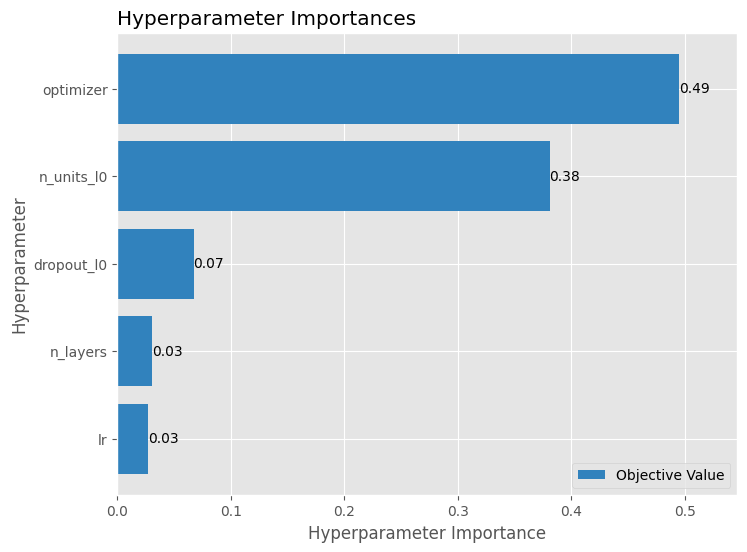 Hyperparameter Importances
Hyperparameter
optimizer
0.49
n_units_l0
0.38
dropout_l0
0.07
n_layers
0.03
lr
0.03
Objective Value
0.0 0.1 0.2 0.3 0.4 0.5
Hyperparameter Importance